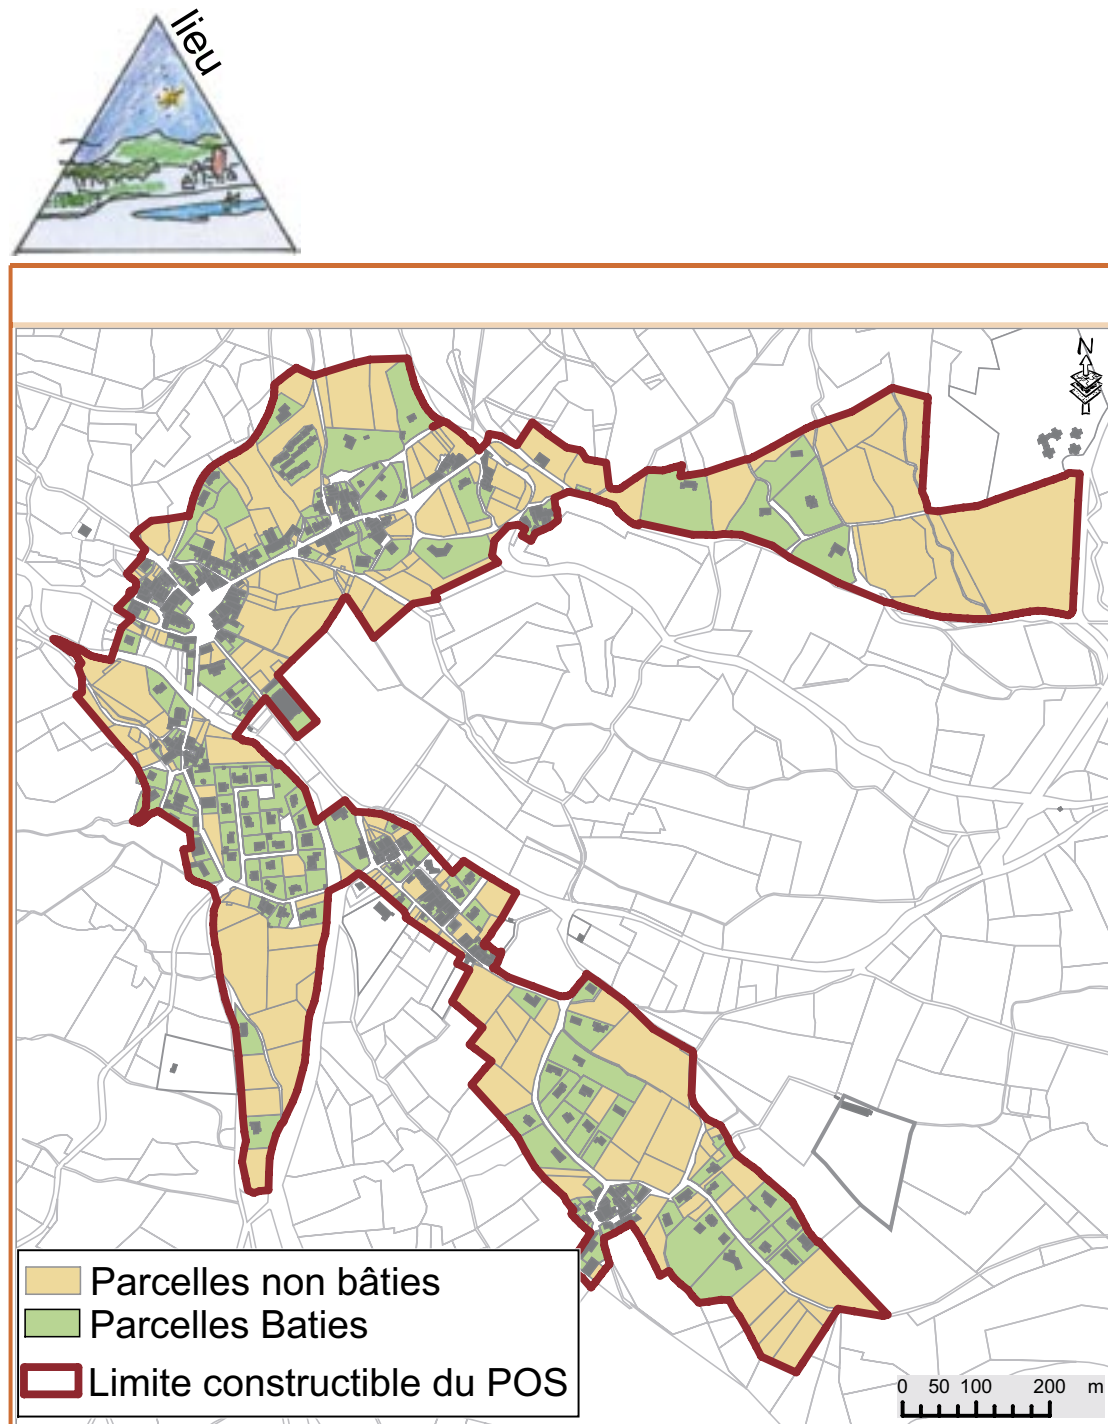 lieu
N
Parcelles non bâties
Parcelles Baties
Limite constructible du POS
0 50 100 200 m